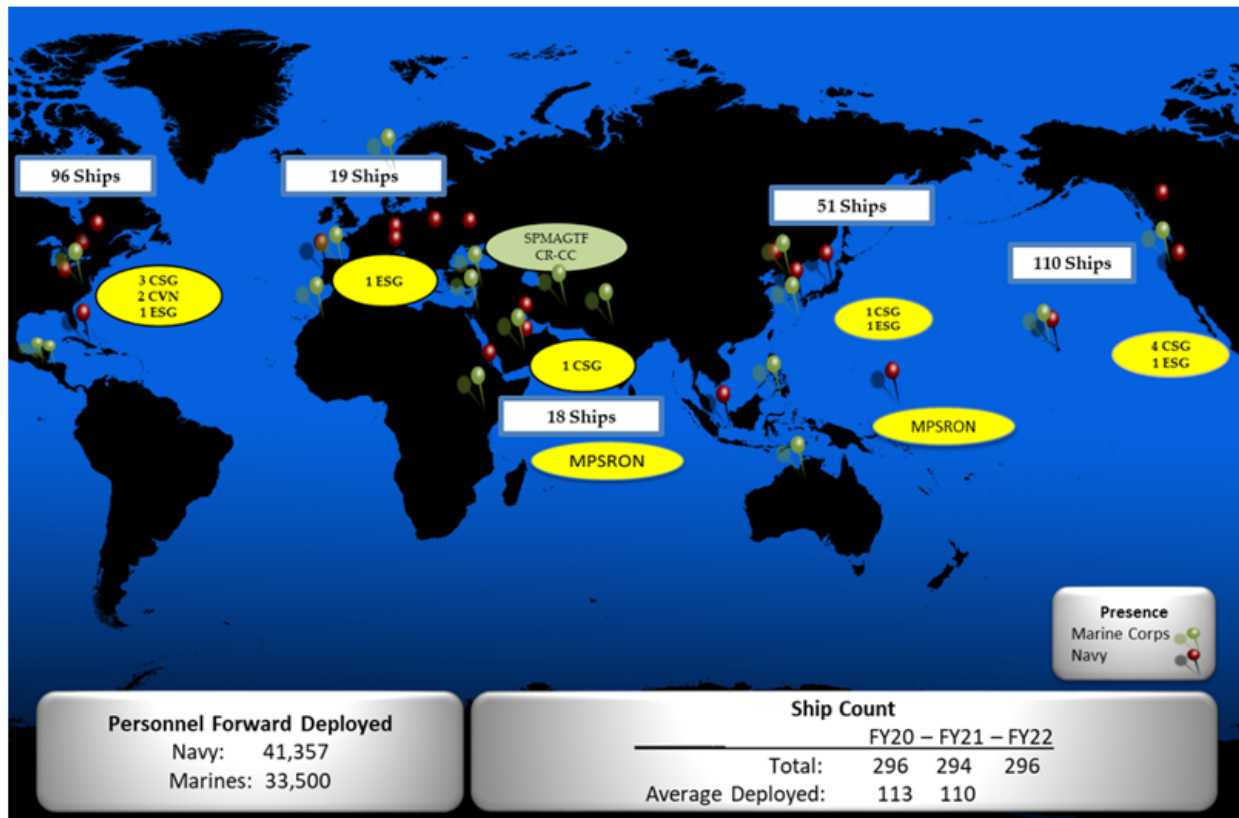 96 Ships
19 Ships
51 Ships
110 Ships
SPMAGTF
CR-CC
3 CSG
2 CVN
1 ESG
1 ESG
1 CSG
1 CSG
1 ESG
4 CSG
1 ESG
18 Ships
MPSRON
MPSRON
Presence
Marine Corps
Navy
Personnel Forward Deployed
Navy: 41,357
Marines: 33,500
Ship Count
FY20 – FY21 – FY22
Total: 296 294 296
Average Deployed: 113 110